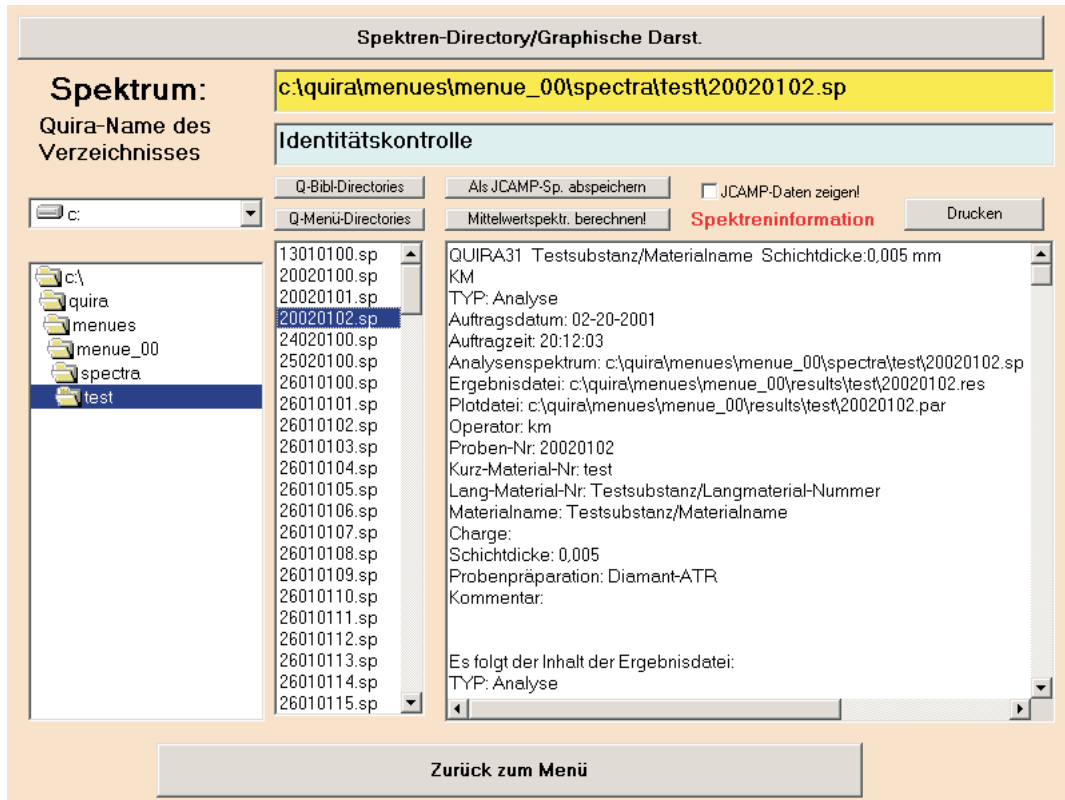 Spektren-Directory/Graphische Darst.
Spektrum:
c:\quira\menues\menue_00\spectra\test\20020102.sp
Quira-Name des
Verzeichnisses
Identitätskontrolle
Q-Bibl-Directories
Als JCAMP-Sp. abspeichern
JCAMP-Daten zeigen!
c:
Q-Menü-Directories
Mittelwertspektr. berechnen!
Spektreninformation
Drucken
c:\
quira
menues
menue_00
spectra
test
13010100.sp
20020100.sp
20020101.sp
20020102.sp
24020100.sp
25020100.sp
26010100.sp
26010101.sp
26010102.sp
26010103.sp
26010104.sp
26010105.sp
26010106.sp
26010107.sp
26010108.sp
26010109.sp
26010110.sp
26010111.sp
26010112.sp
26010113.sp
26010114.sp
26010115.sp
QUIRA31 Testsubstanz/Materialname Schichtdicke:0,005 mm
KM
TYP: Analyse
Auftragsdatum: 02-20-2001
Auftragzeit: 20:12:03
Analysenspektrum: c:\quira\menues\menue_00\spectra\test\20020102.sp
Ergebnisdatei: c:\quira\menues\menue_00\results\test\20020102.res
Plotdatei: c:\quira\menues\menue_00\results\test\20020102.par
Operator: km
Proben-Nr: 20020102
Kurz-Material-Nr: test
Lang-Material-Nr: Testsubstanz/Langmaterial-Nummer
Materialname: Testsubstanz/Materialname
Charge:
Schichtdicke: 0,005
Probenpräparation: Diamant-ATR
Kommentar:
Es folgt der Inhalt der Ergebnisdatei:
TYP: Analyse
Zurück zum Menü